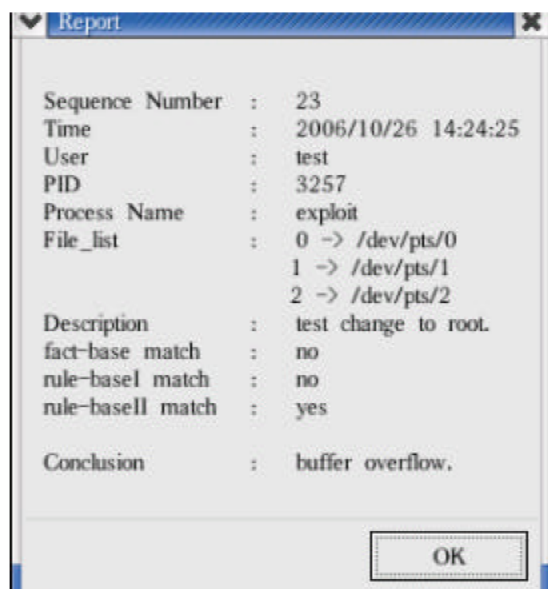 Report
Sequence Number : 23
Time : 2006/10/26 14:24:25
User : test
PID : 3257
Process Name : exploit
File_list : 0 -> /dev/pts/0
1 -> /dev/pts/1
2 -> /dev/pts/2
Description : test change to root.
fact-base match : no
rule-baseI match : no
rule-baseII match : yes
Conclusion : buffer overflow.
OK